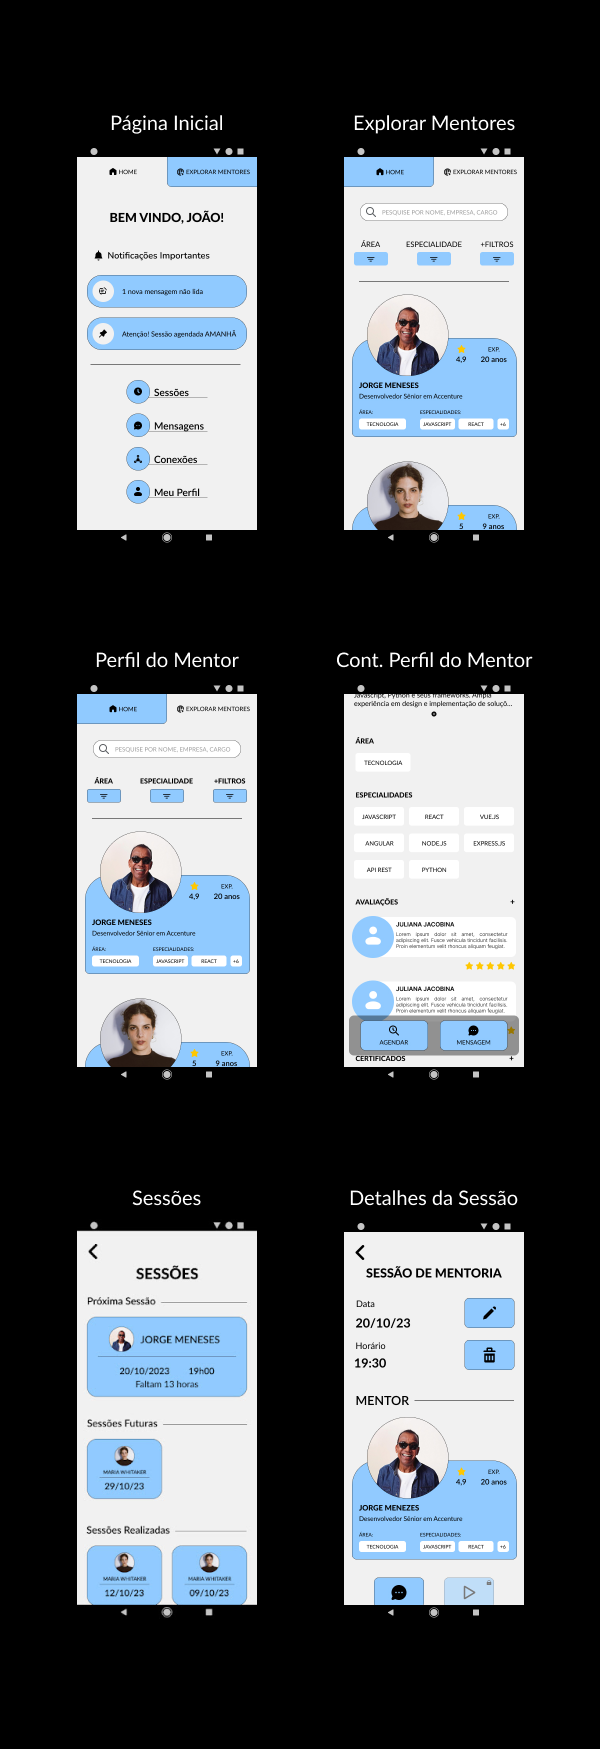 Página Inicial
HOME
EXPLORAR MENTORES
BEM VINDO, JOÃO!
Notificações Importantes
1 nova mensagem não lida
Atenção! Sessão agendada AMANHÃ
Sessões
Mensagens
Conexões
Meu Perfil
Explorar Mentores
HOME
EXPLORAR MENTORES
PESQUISE POR NOME, EMPRESA, CARGO
ÁREA
ESPECIALIDADE
+FILTROS
4,9
EXP.
20 anos
JORGE MENESES
Desenvolvedor Sênior em Accenture
ÁREA:
ESPECIALIDADES:
TECNOLOGIA
JAVASCRIPT
REACT
+6
5
EXP.
9 anos
Perfil do Mentor
HOME
EXPLORAR MENTORES
PESQUISE POR NOME, EMPRESA, CARGO
ÁREA
ESPECIALIDADE
+FILTROS
4,9
EXP.
20 anos
JORGE MENESES
Desenvolvedor Sênior em Accenture
ÁREA:
ESPECIALIDADES:
TECNOLOGIA
JAVASCRIPT
REACT
+6
5
EXP.
9 anos
Cont. Perfil do Mentor
Javascript, Python e seus frameworks. Ampla
experiência em design e implementação de soluçõ...
ÁREA
TECNOLOGIA
ESPECIALIDADES
JAVASCRIPT
REACT
VUE.JS
ANGULAR
NODE.JS
EXPRESS.JS
API REST
PYTHON
AVALIAÇÕES
+
JULIANA JACOBINA
Lorem ipsum dolor sit amet, consectetur
adipiscing elit. Fusce vehicula tincidunt facilisis.
Proin elementum velit rhoncus aliquam feugiat.
JULIANA JACOBINA
Lorem ipsum dolor sit amet, consectetur
adipiscing elit. Fusce vehicula tincidunt facilisis.
Proin elementum velit rhoncus aliquam feugiat.
AGENDAR
MENSAGEM
CERTIFICADOS
+
Sessões
SESSÕES
Próxima Sessão
JORGE MENESES
20/10/2023
19h00
Faltam 13 horas
Sessões Futuras
MARIA WHITAKER
29/10/23
Sessões Realizadas
MARIA WHITAKER
12/10/23
MARIA WHITAKER
09/10/23
Detalhes da Sessão
SESSÃO DE MENTORIA
Data
20/10/23
Horário
19:30
MENTOR
4,9
EXP.
20 anos
JORGE MENEZES
Desenvolvedor Sênior em Accenture
ÁREA:
ESPECIALIDADES:
TECNOLOGIA
JAVASCRIPT
REACT
+6